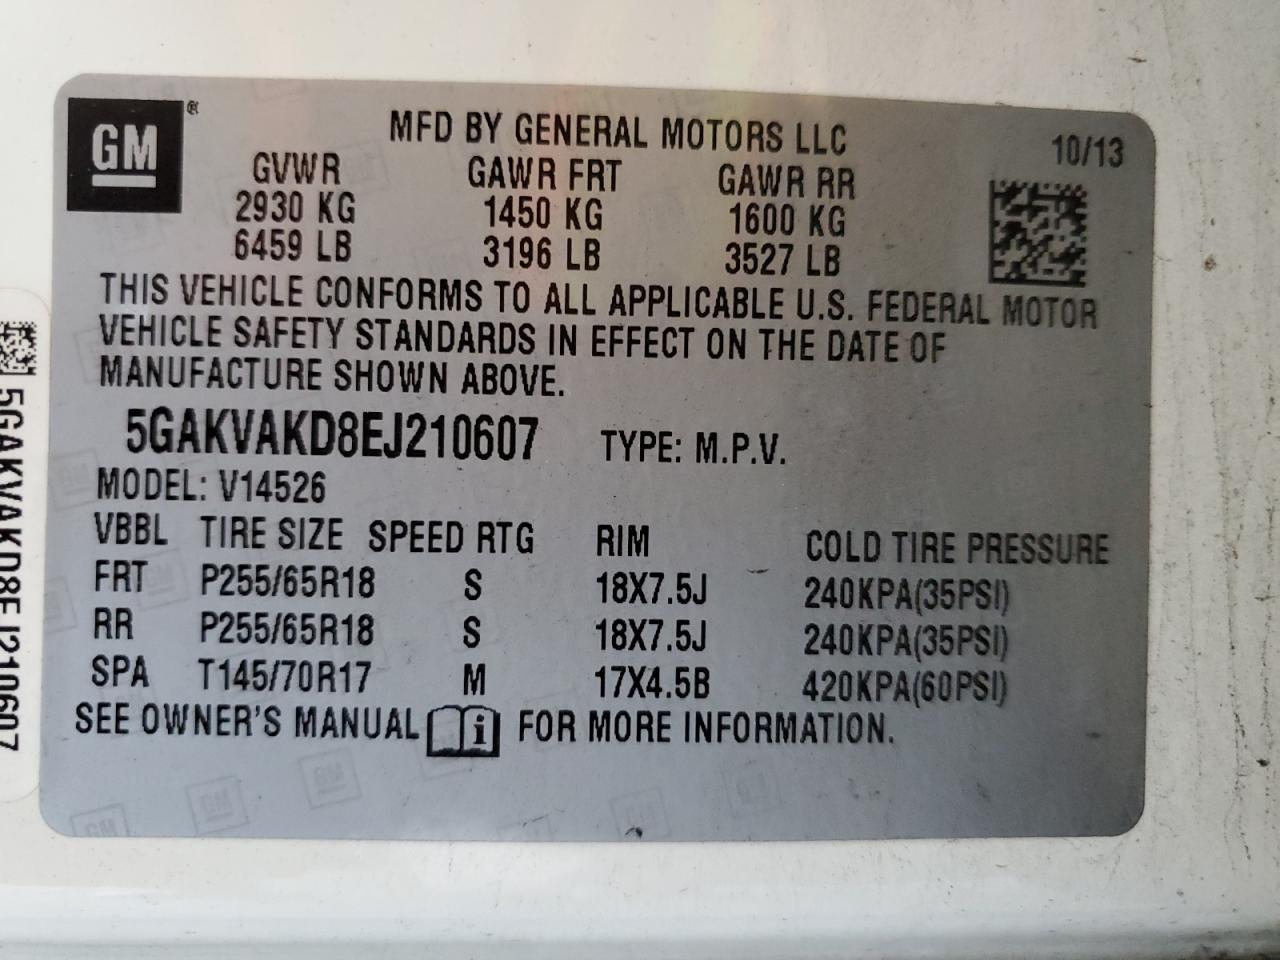 GM ®
MFD BY GENERAL MOTORS LLC
10/13
GVWR GAWR FRT GAWR RR
2930 KG 1450 KG 1600 KG
6459 LB 3196 LB 3527 LB
THIS VEHICLE CONFORMS TO ALL APPLICABLE U.S. FEDERAL MOTOR
VEHICLE SAFETY STANDARDS IN EFFECT ON THE DATE OF
MANUFACTURE SHOWN ABOVE.
5GAKVAKD8EJ210607 TYPE: M.P.V.
MODEL: V14526
VBBL TIRE SIZE SPEED RTG RIM COLD TIRE PRESSURE
FRT P255/65R18 S 18X7.5J 240KPA(35PSI)
RR P255/65R18 S 18X7.5J 240KPA(35PSI)
SPA T145/70R17 M 17X4.5B 420KPA(60PSI)
SEE OWNER'S MANUAL i FOR MORE INFORMATION.
5GAKVAKD8EJ210607